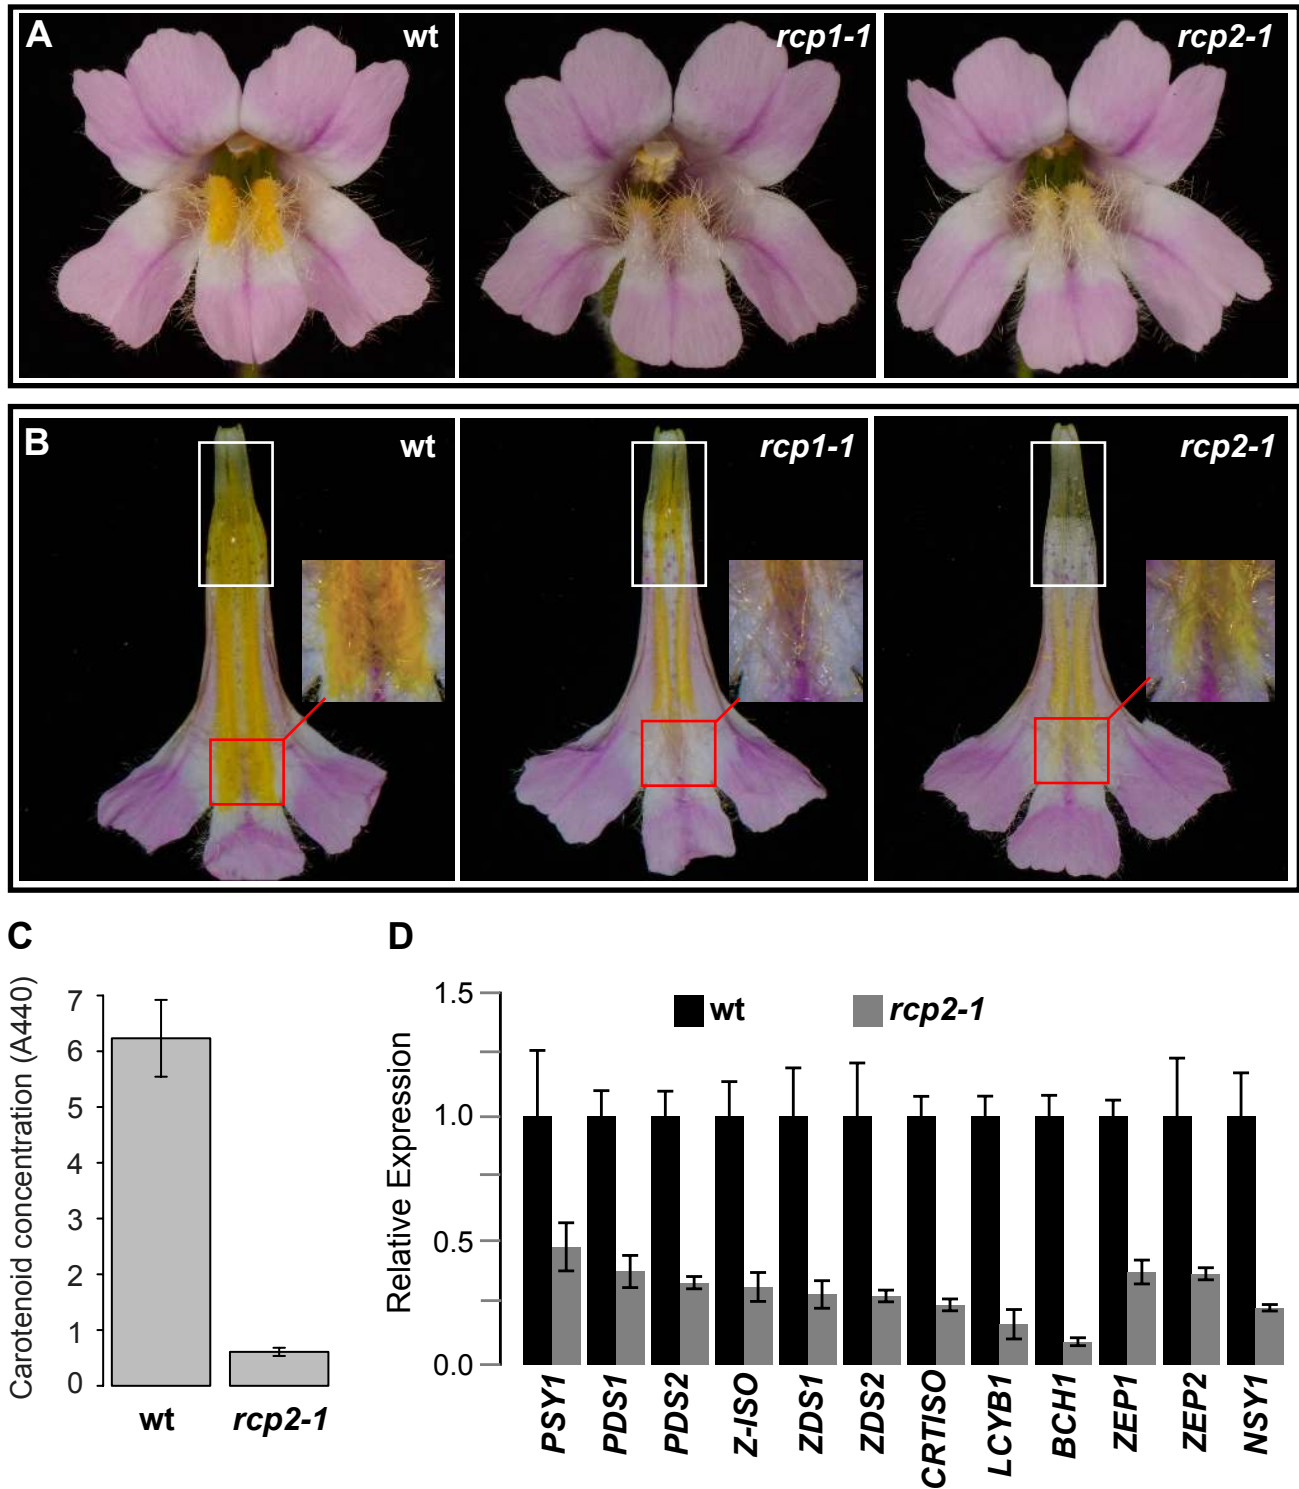 A
wt
rcp1-1
rcp2-1
B
wt
rcp1-1
rcp2-1
C
Carotenoid concentration (A440)
7
6
5
4
3
2
1
0
wt
rcp2-1
D
Relative Expression
1.5
1.0
0.5
0.0
wt
rcp2-1
PSY1
PDS1
PDS2
Z-ISO
ZDS1
ZDS2
CRTISO
LCYB1
BCH1
ZEP1
ZEP2
NSY1